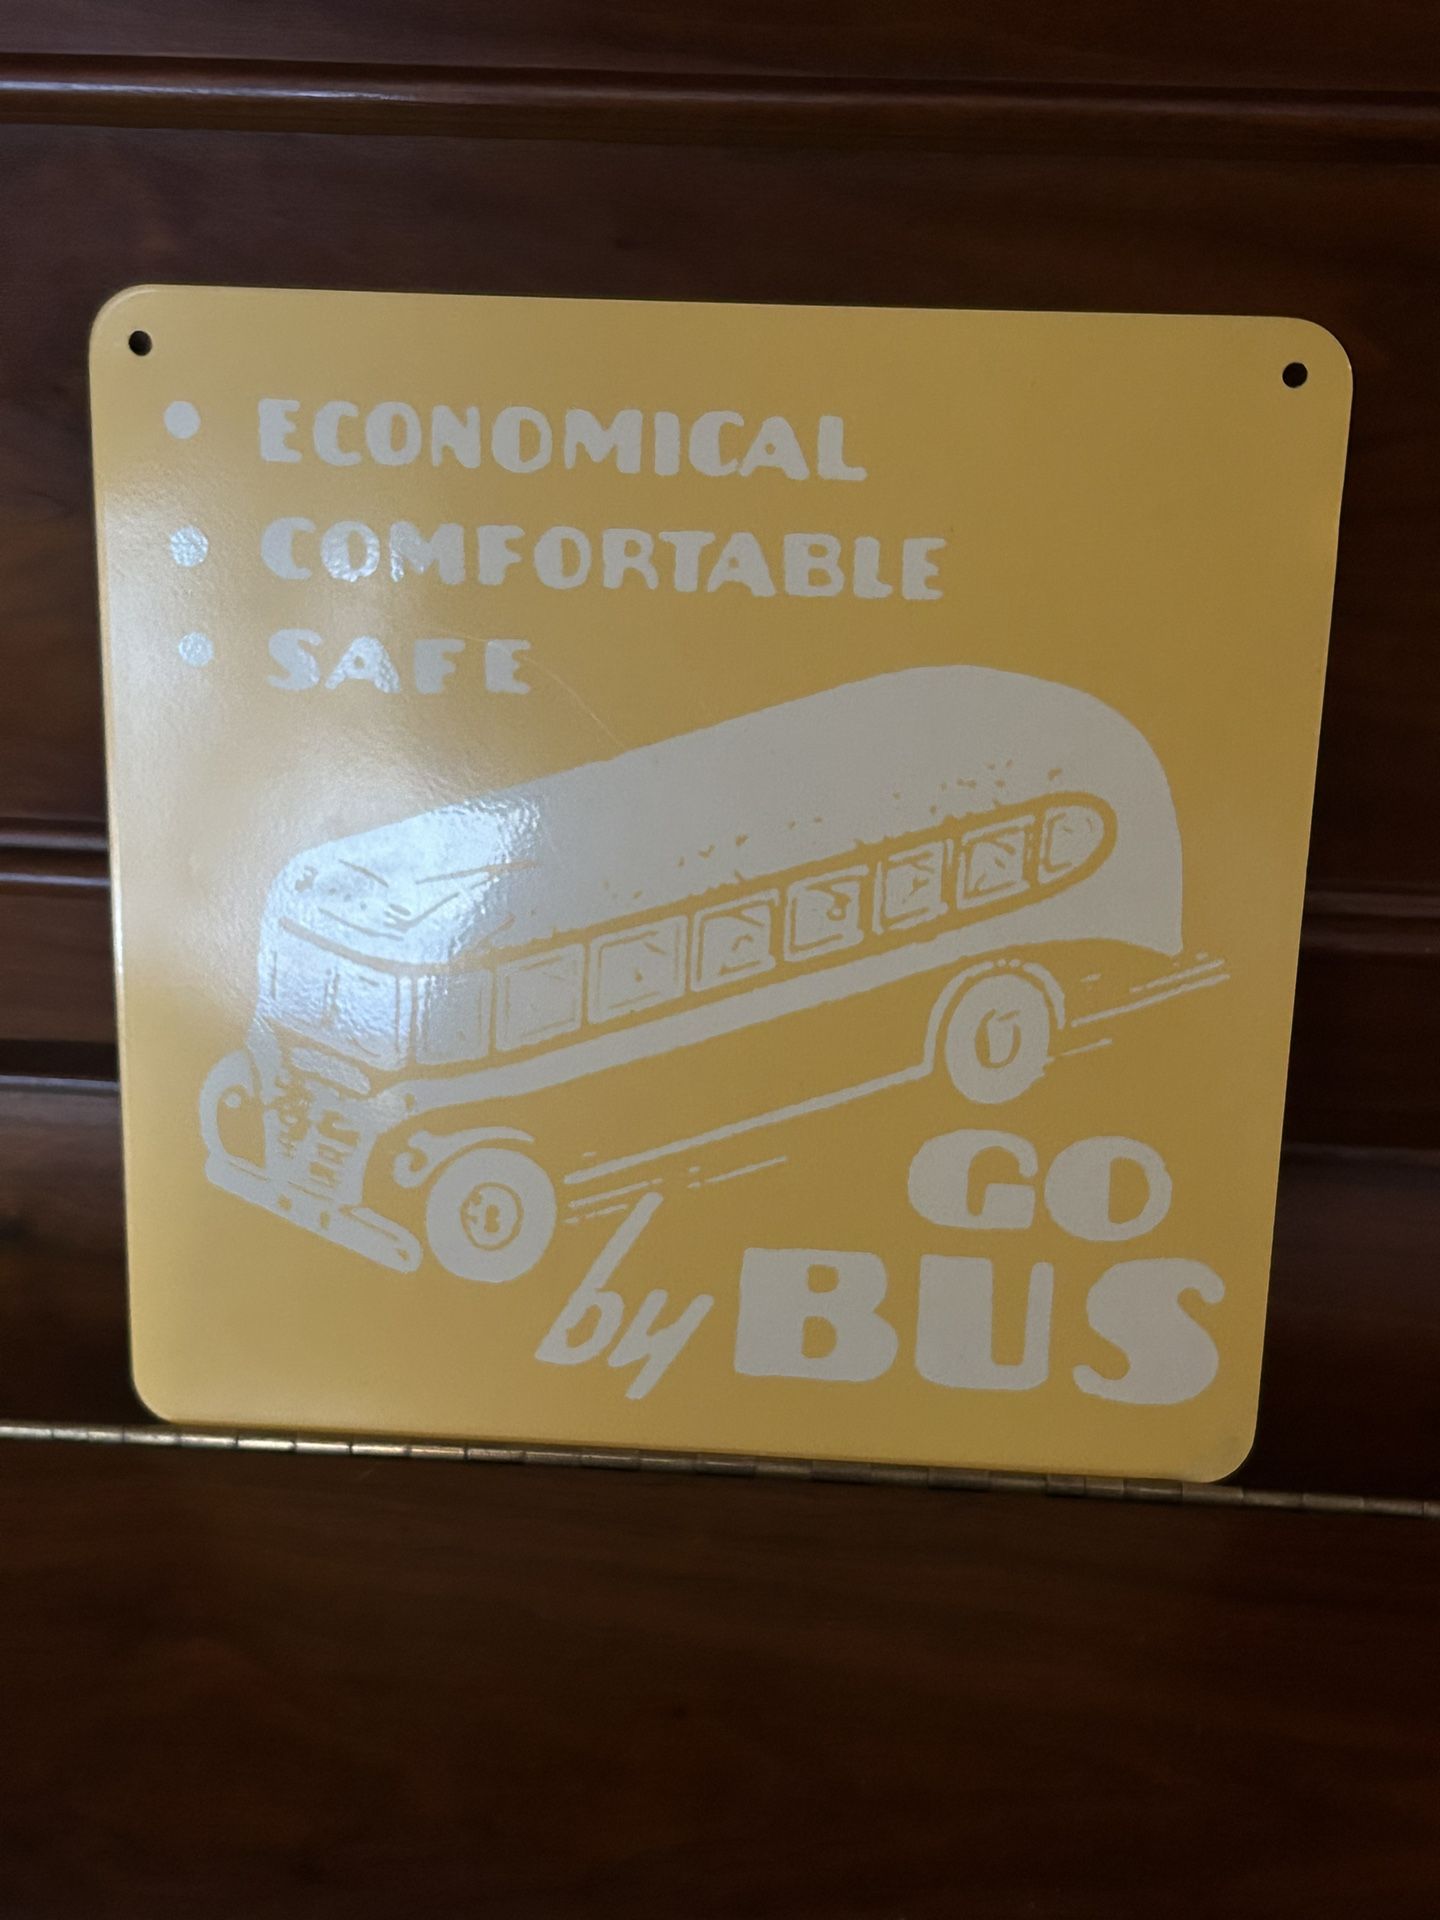 • ECONOMICAL
• COMFORTABLE
• SAFE
GO
by BUS